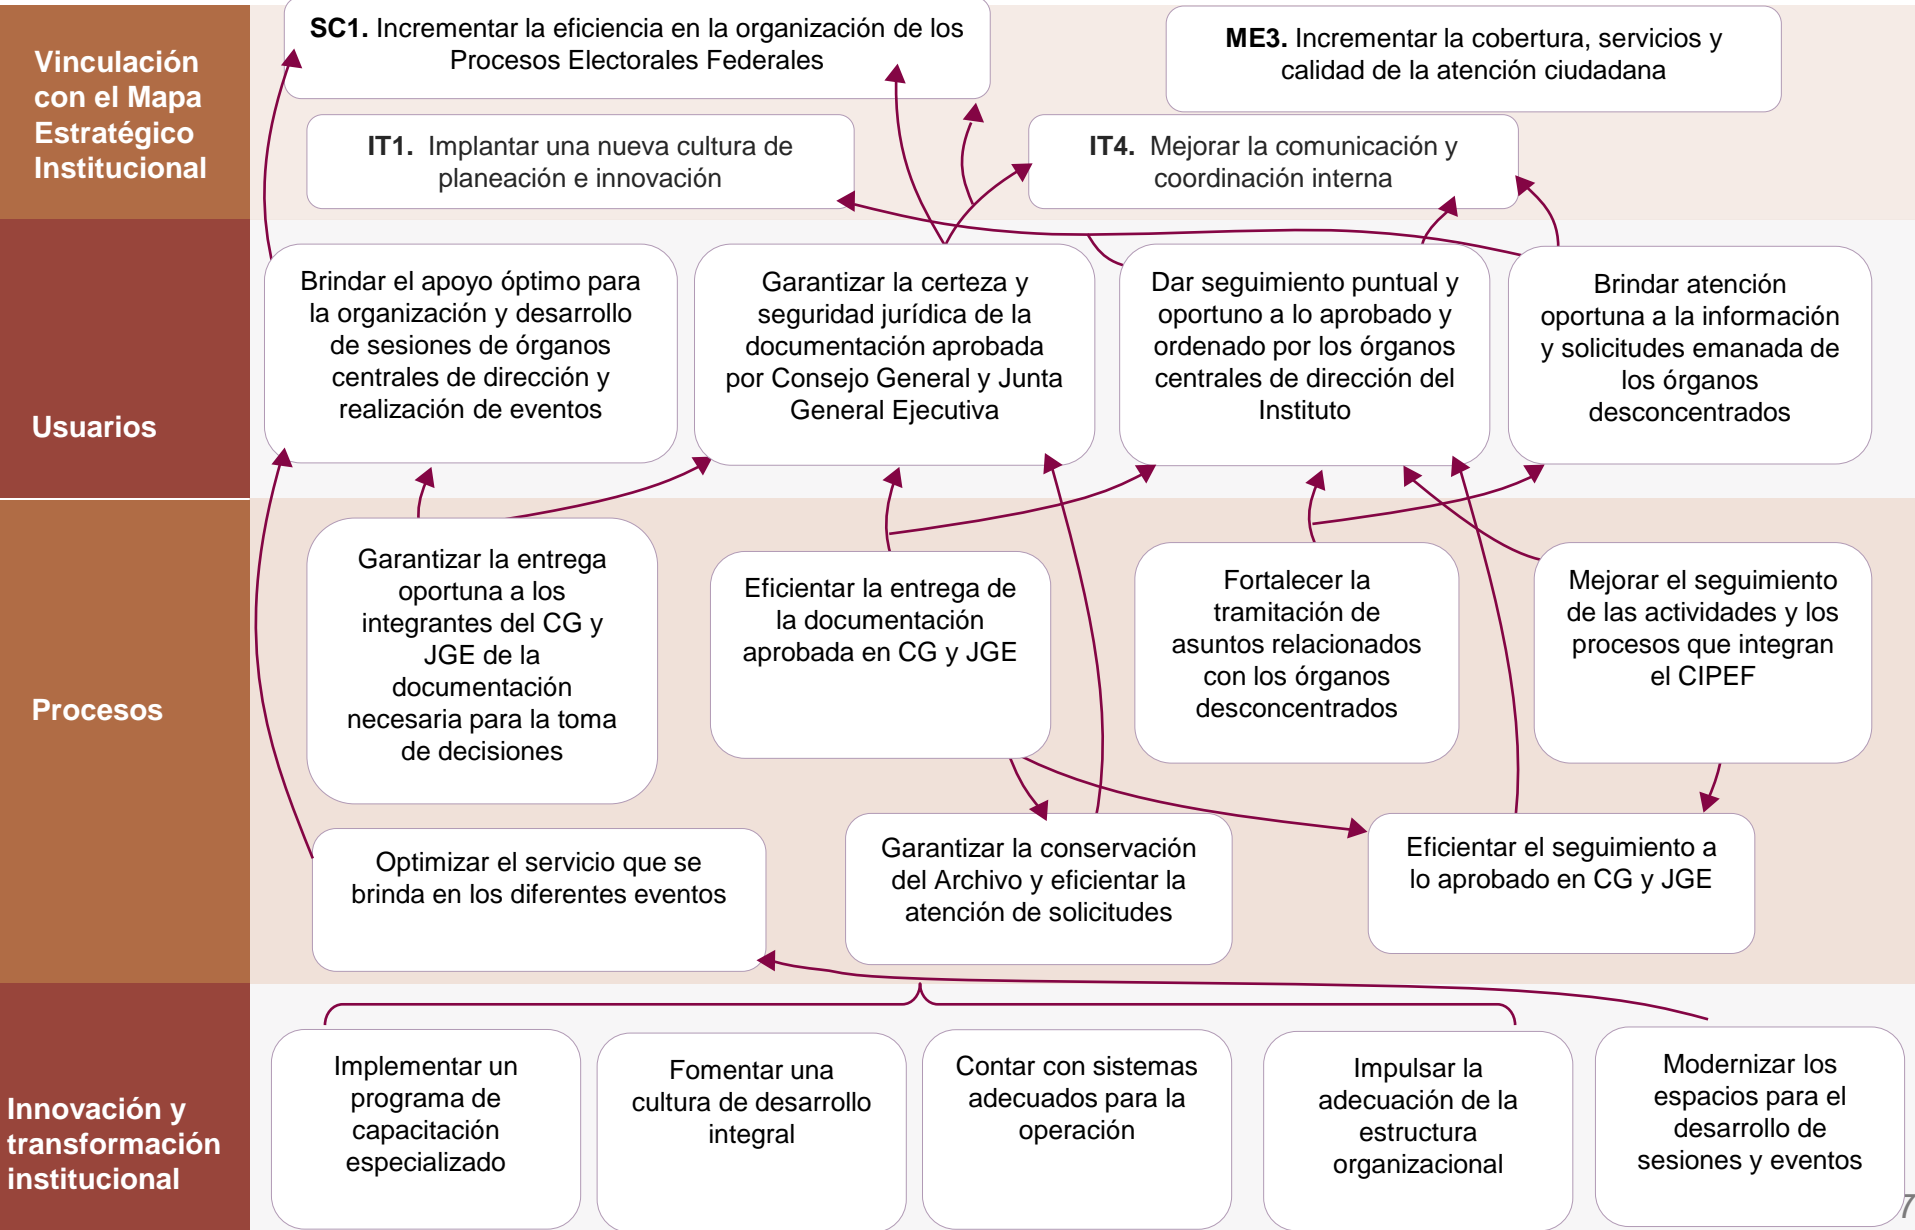 Vinculación
con el Mapa
Estratégico
Institucional
SC1. Incrementar la eficiencia en la organización de los
Procesos Electorales Federales
ME3. Incrementar la cobertura, servicios y
calidad de la atención ciudadana
IT1. Implantar una nueva cultura de
planeación e innovación
IT4. Mejorar la comunicación y
coordinación interna
Usuarios
Brindar el apoyo óptimo para
la organización y desarrollo
de sesiones de órganos
centrales de dirección y
realización de eventos
Garantizar la certeza y
seguridad jurídica de la
documentación aprobada
por Consejo General y Junta
General Ejecutiva
Dar seguimiento puntual y
oportuno a lo aprobado y
ordenado por los órganos
centrales de dirección del
Instituto
Brindar atención
oportuna a la información
y solicitudes emanada de
los órganos
desconcentrados
Procesos
Garantizar la entrega
oportuna a los
integrantes del CG y
JGE de la
documentación
necesaria para la toma
de decisiones
Eficientar la entrega de
la documentación
aprobada en CG y JGE
Fortalecer la
tramitación de
asuntos relacionados
con los órganos
desconcentrados
Mejorar el seguimiento
de las actividades y los
procesos que integran
el CIPEF
Optimizar el servicio que se
brinda en los diferentes eventos
Garantizar la conservación
del Archivo y eficientar la
atención de solicitudes
Eficientar el seguimiento a
lo aprobado en CG y JGE
Innovación y
transformación
institucional
Implementar un
programa de
capacitación
especializado
Fomentar una
cultura de desarrollo
integral
Contar con sistemas
adecuados para la
operación
Impulsar la
adecuación de la
estructura
organizacional
Modernizar los
espacios para el
desarrollo de
sesiones y eventos
7